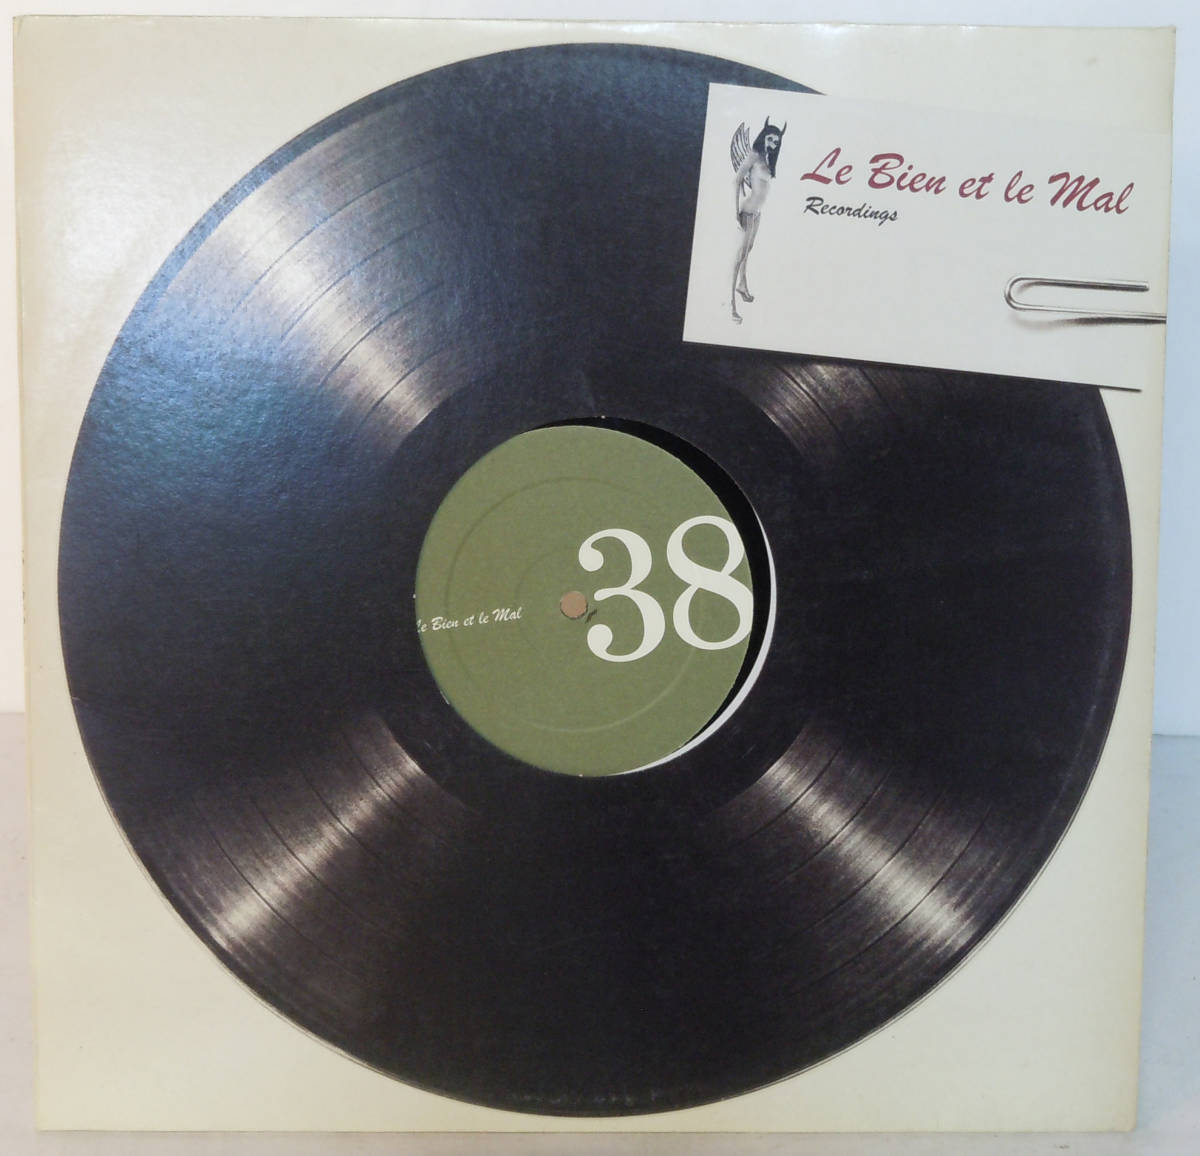 Le Bien et le Mal
Recordings
38
Le Bien et le Mal